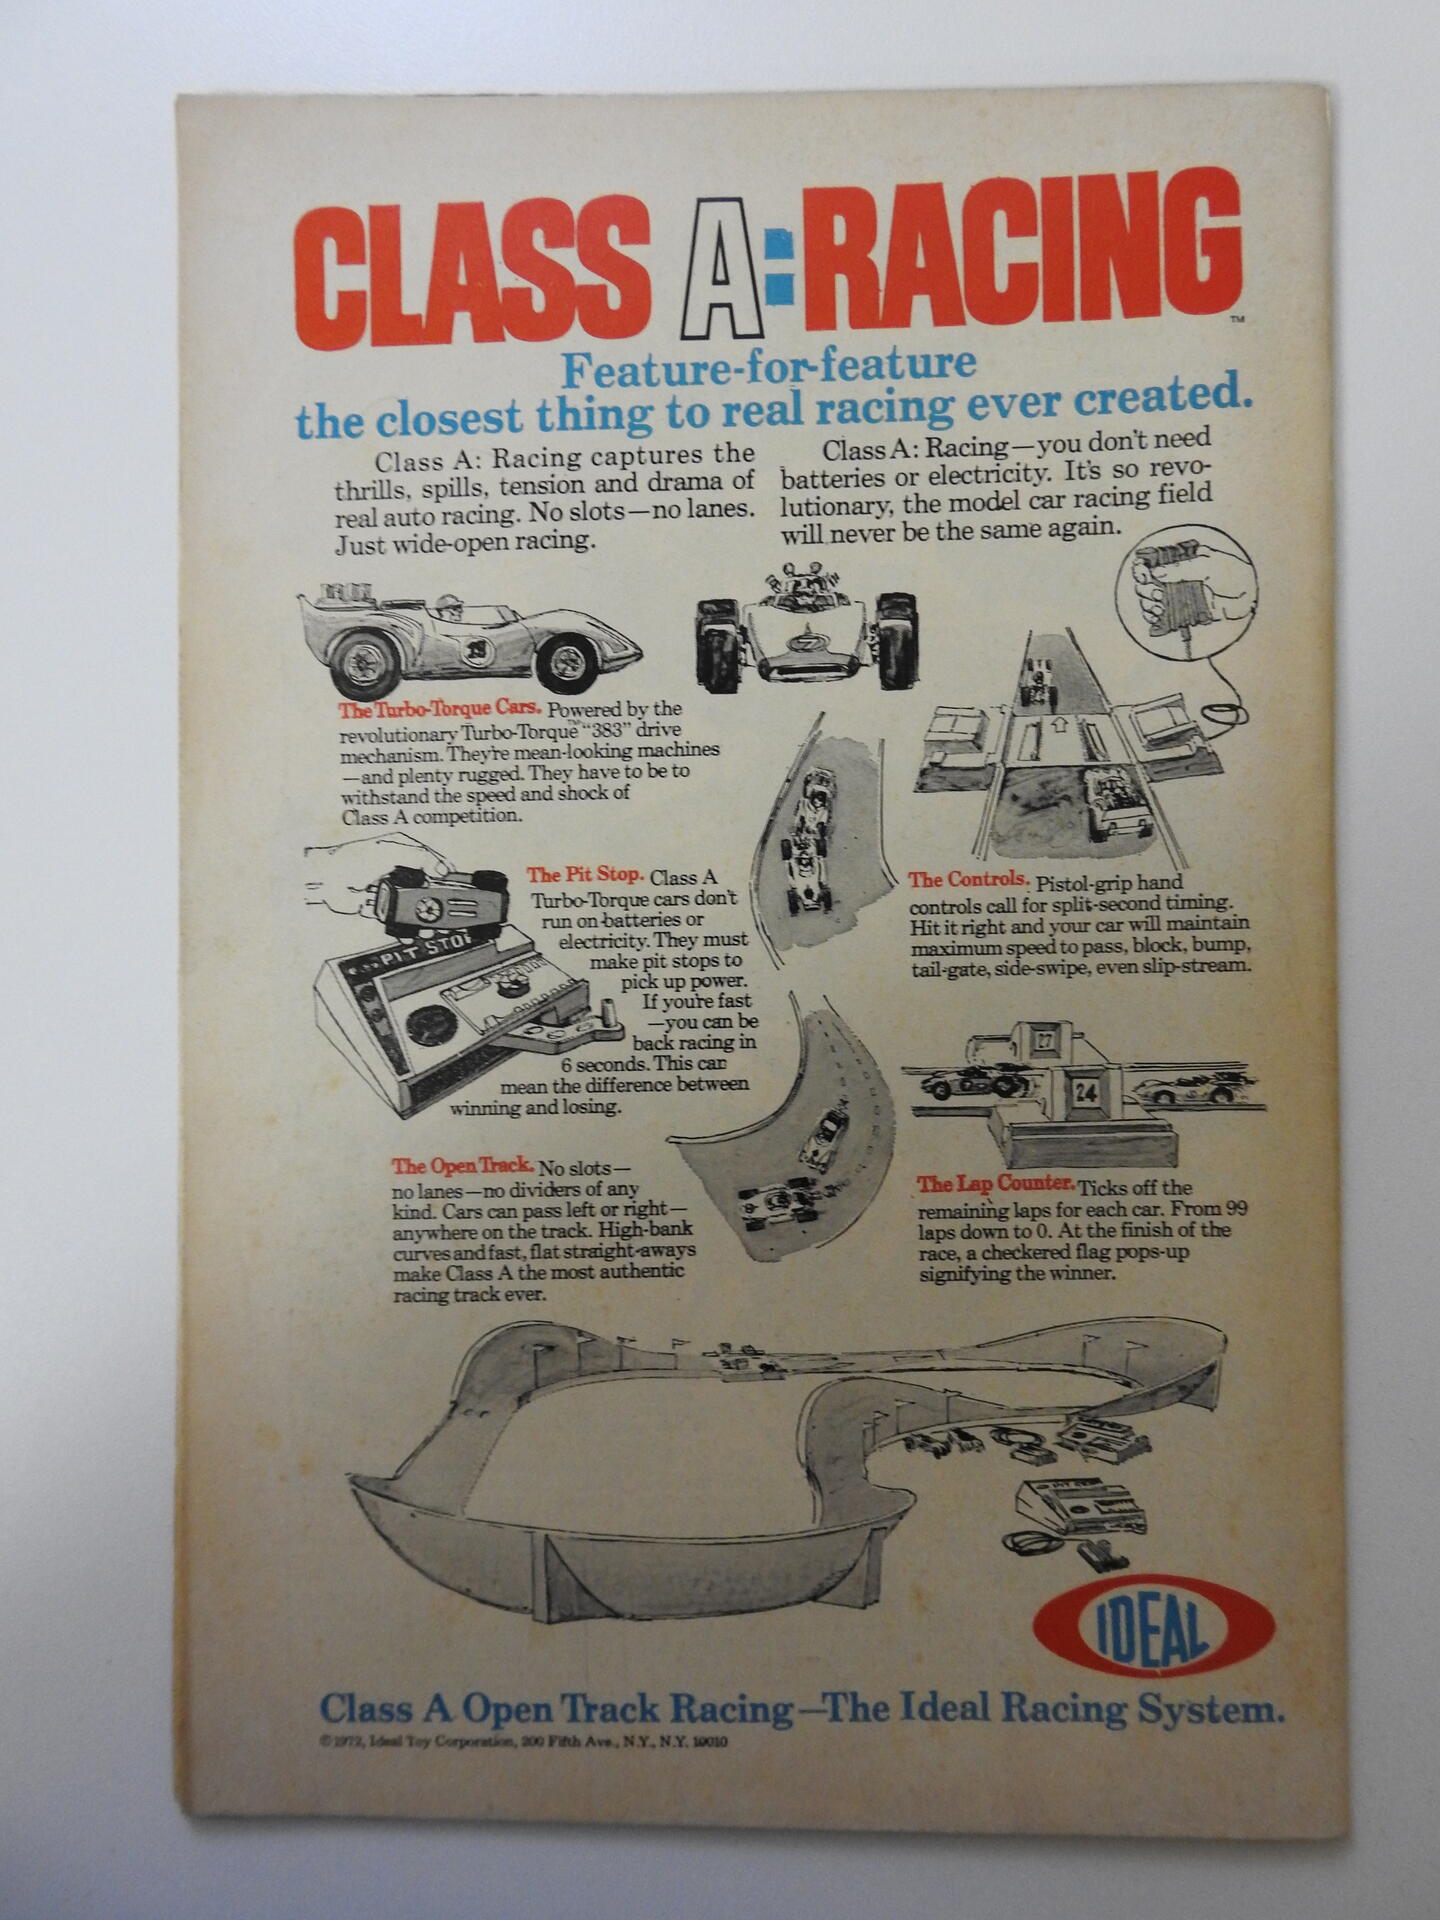 CLASS A:RACING
™
Feature-for-feature
the closest thing to real racing ever created.
Class A: Racing captures the
thrills, spills, tension and drama of
real auto racing. No slots—no lanes.
Just wide-open racing.
Class A: Racing—you don't need
batteries or electricity. It's so revo-
lutionary, the model car racing field
will never be the same again.
The Turbo-Torque Cars. Powered by the
revolutionary Turbo-Torque™ "383" drive
mechanism. They're mean-looking machines
—and plenty rugged. They have to be to
withstand the speed and shock of
Class A competition.
The Pit Stop. Class A
Turbo-Torque cars don't
run on batteries or
electricity. They must
make pit stops to
pick up power.
If you're fast
—you can be
back racing in
6 seconds. This can
mean the difference between
winning and losing.
PIT STOP
The Controls. Pistol-grip hand
controls call for split-second timing.
Hit it right and your car will maintain
maximum speed to pass, block, bump,
tail-gate, side-swipe, even slip-stream.
27
24
The Open Track. No slots—
no lanes—no dividers of any
kind. Cars can pass left or right—
anywhere on the track. High-bank
curves and fast, flat straight-aways
make Class A the most authentic
racing track ever.
The Lap Counter. Ticks off the
remaining laps for each car. From 99
laps down to 0. At the finish of the
race, a checkered flag pops-up
signifying the winner.
IDEAL
Class A Open Track Racing—The Ideal Racing System.
©1972, Ideal Toy Corporation, 200 Fifth Ave., N.Y., N.Y. 10010